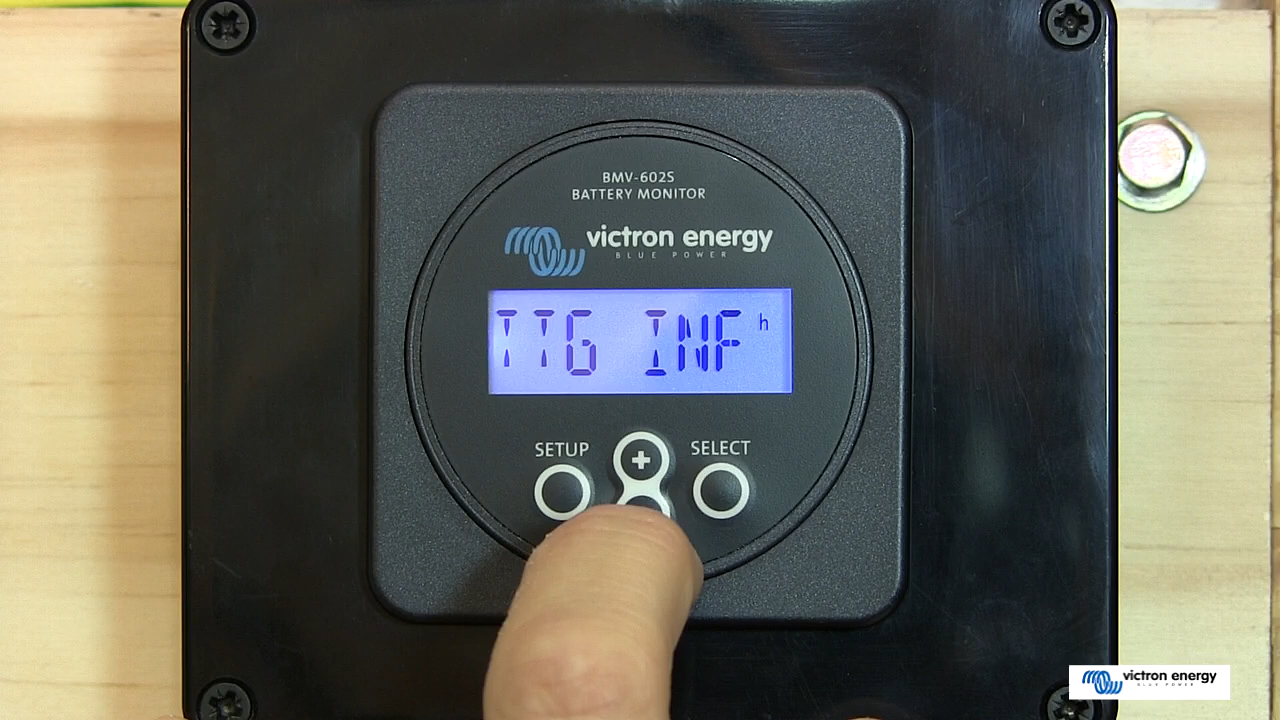 BMV-602S
BATTERY MONITOR
victron energy
BLUE POWER
TTG INF h
SETUP
+
SELECT
victron energy
BLUE POWER